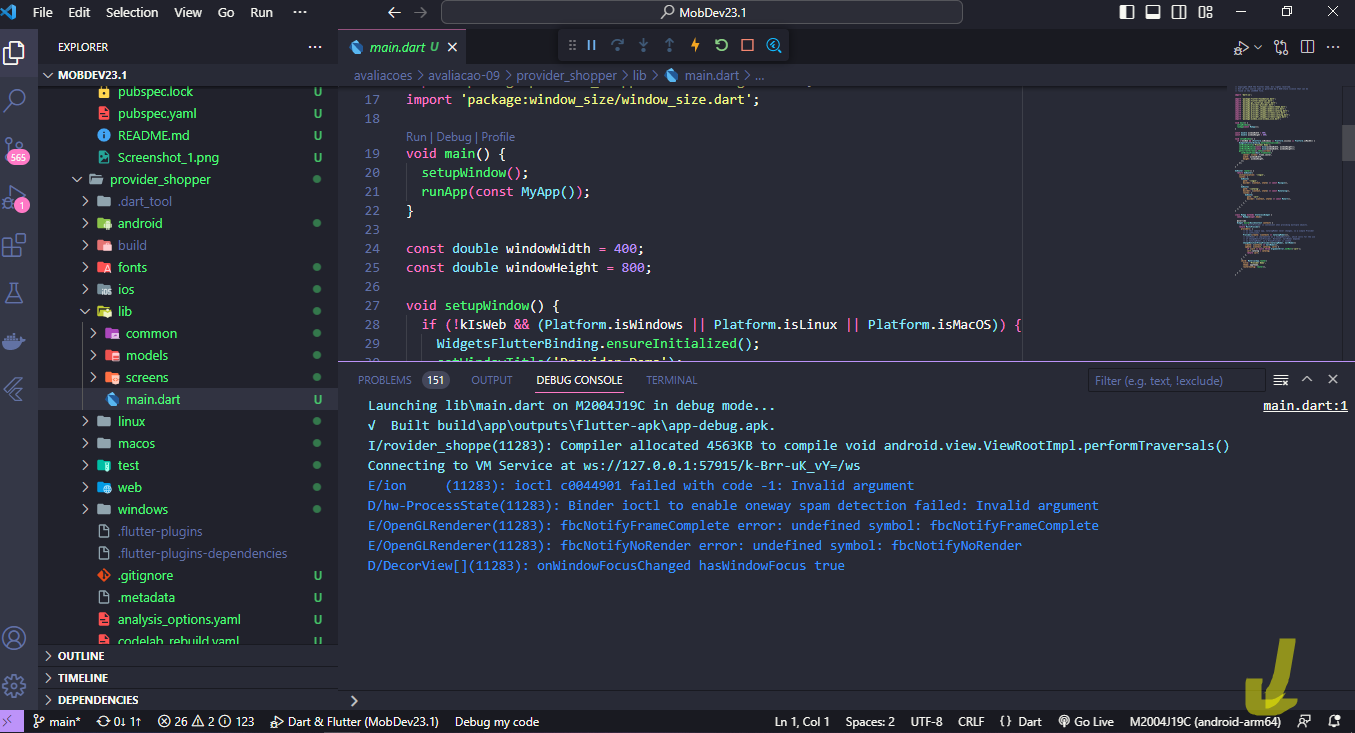 File Edit Selection View Go Run ··· MobDev23.1
EXPLORER
MOBDEV23.1
pubspec.lock U
pubspec.yaml U
README.md U
Screenshot_1.png U
provider_shopper
.dart_tool
android
build
fonts
ios
lib
common
models
screens
main.dart U
linux
macos
test
web
windows
.flutter-plugins
.flutter-plugins-dependencies
.gitignore U
.metadata U
analysis_options.yaml U
codelab_rebuild.yaml U
OUTLINE
TIMELINE
DEPENDENCIES
565
1
main.dart U
avaliacoes > avaliacao-09 > provider_shopper > lib > main.dart > ...
17 import 'package:window_size/window_size.dart';
18
Run | Debug | Profile
19 void main() {
20 setupWindow();
21 runApp(const MyApp());
22 }
23
24 const double windowWidth = 400;
25 const double windowHeight = 800;
26
27 void setupWindow() {
28 if (!kIsWeb && (Platform.isWindows || Platform.isLinux || Platform.isMacOS)) {
29 WidgetsFlutterBinding.ensureInitialized();
30 setWindowTitle('Provider Demo');
PROBLEMS 151 OUTPUT DEBUG CONSOLE TERMINAL Filter (e.g. text, !exclude)
Launching lib\main.dart on M2004J19C in debug mode... main.dart:1
√ Built build\app\outputs\flutter-apk\app-debug.apk.
I/rovider_shoppe(11283): Compiler allocated 4563KB to compile void android.view.ViewRootImpl.performTraversals()
Connecting to VM Service at ws://127.0.0.1:57915/k-Brr-uK_vY=/ws
E/ion (11283): ioctl c0044901 failed with code -1: Invalid argument
D/hw-ProcessState(11283): Binder ioctl to enable oneway spam detection failed: Invalid argument
E/OpenGLRenderer(11283): fbcNotifyFrameComplete error: undefined symbol: fbcNotifyFrameComplete
E/OpenGLRenderer(11283): fbcNotifyNoRender error: undefined symbol: fbcNotifyNoRender
D/DecorView[](11283): onWindowFocusChanged hasWindowFocus true
main* 0↓ 1↑ 26 2 123 Dart & Flutter (MobDev23.1) Debug my code Ln 1, Col 1 Spaces: 2 UTF-8 CRLF {} Dart Go Live M2004J19C (android-arm64)